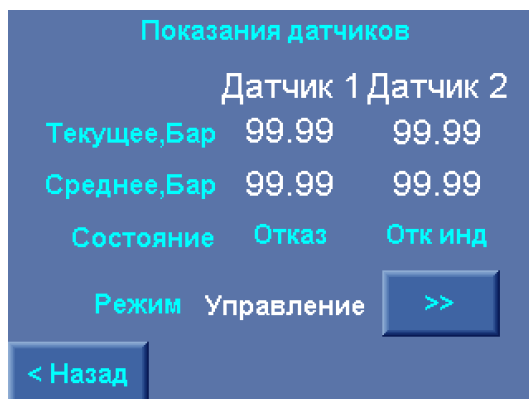 Показания датчиков
Датчик 1 Датчик 2
Текущее,Бар 99.99 99.99
Среднее,Бар 99.99 99.99
Состояние Отказ Отк инд
Режим Управление >>
< Назад